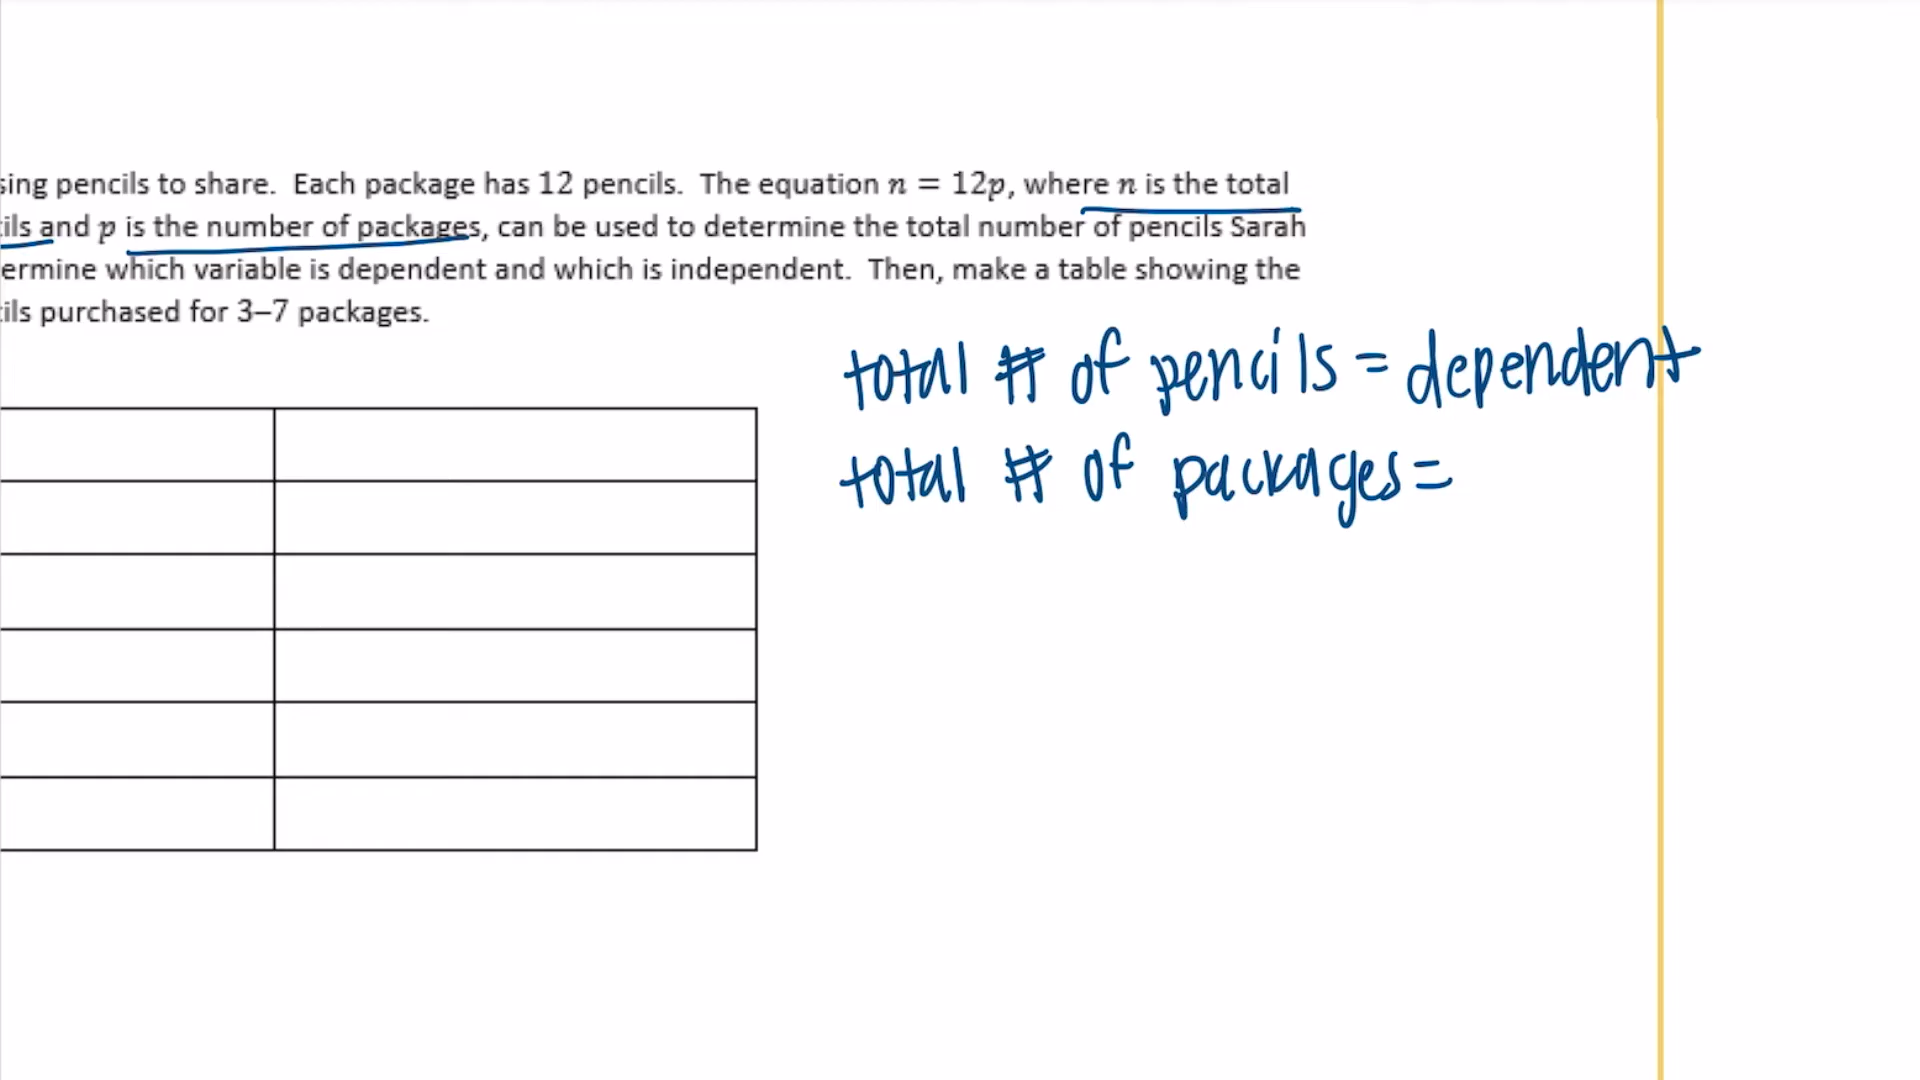 sing pencils to share. Each package has 12 pencils. The equation n = 12p, where n is the total
ils and p is the number of packages, can be used to determine the total number of pencils Sarah
ermine which variable is dependent and which is independent. Then, make a table showing the
ils purchased for 3–7 packages.
total # of pencils = dependent
total # of packages =